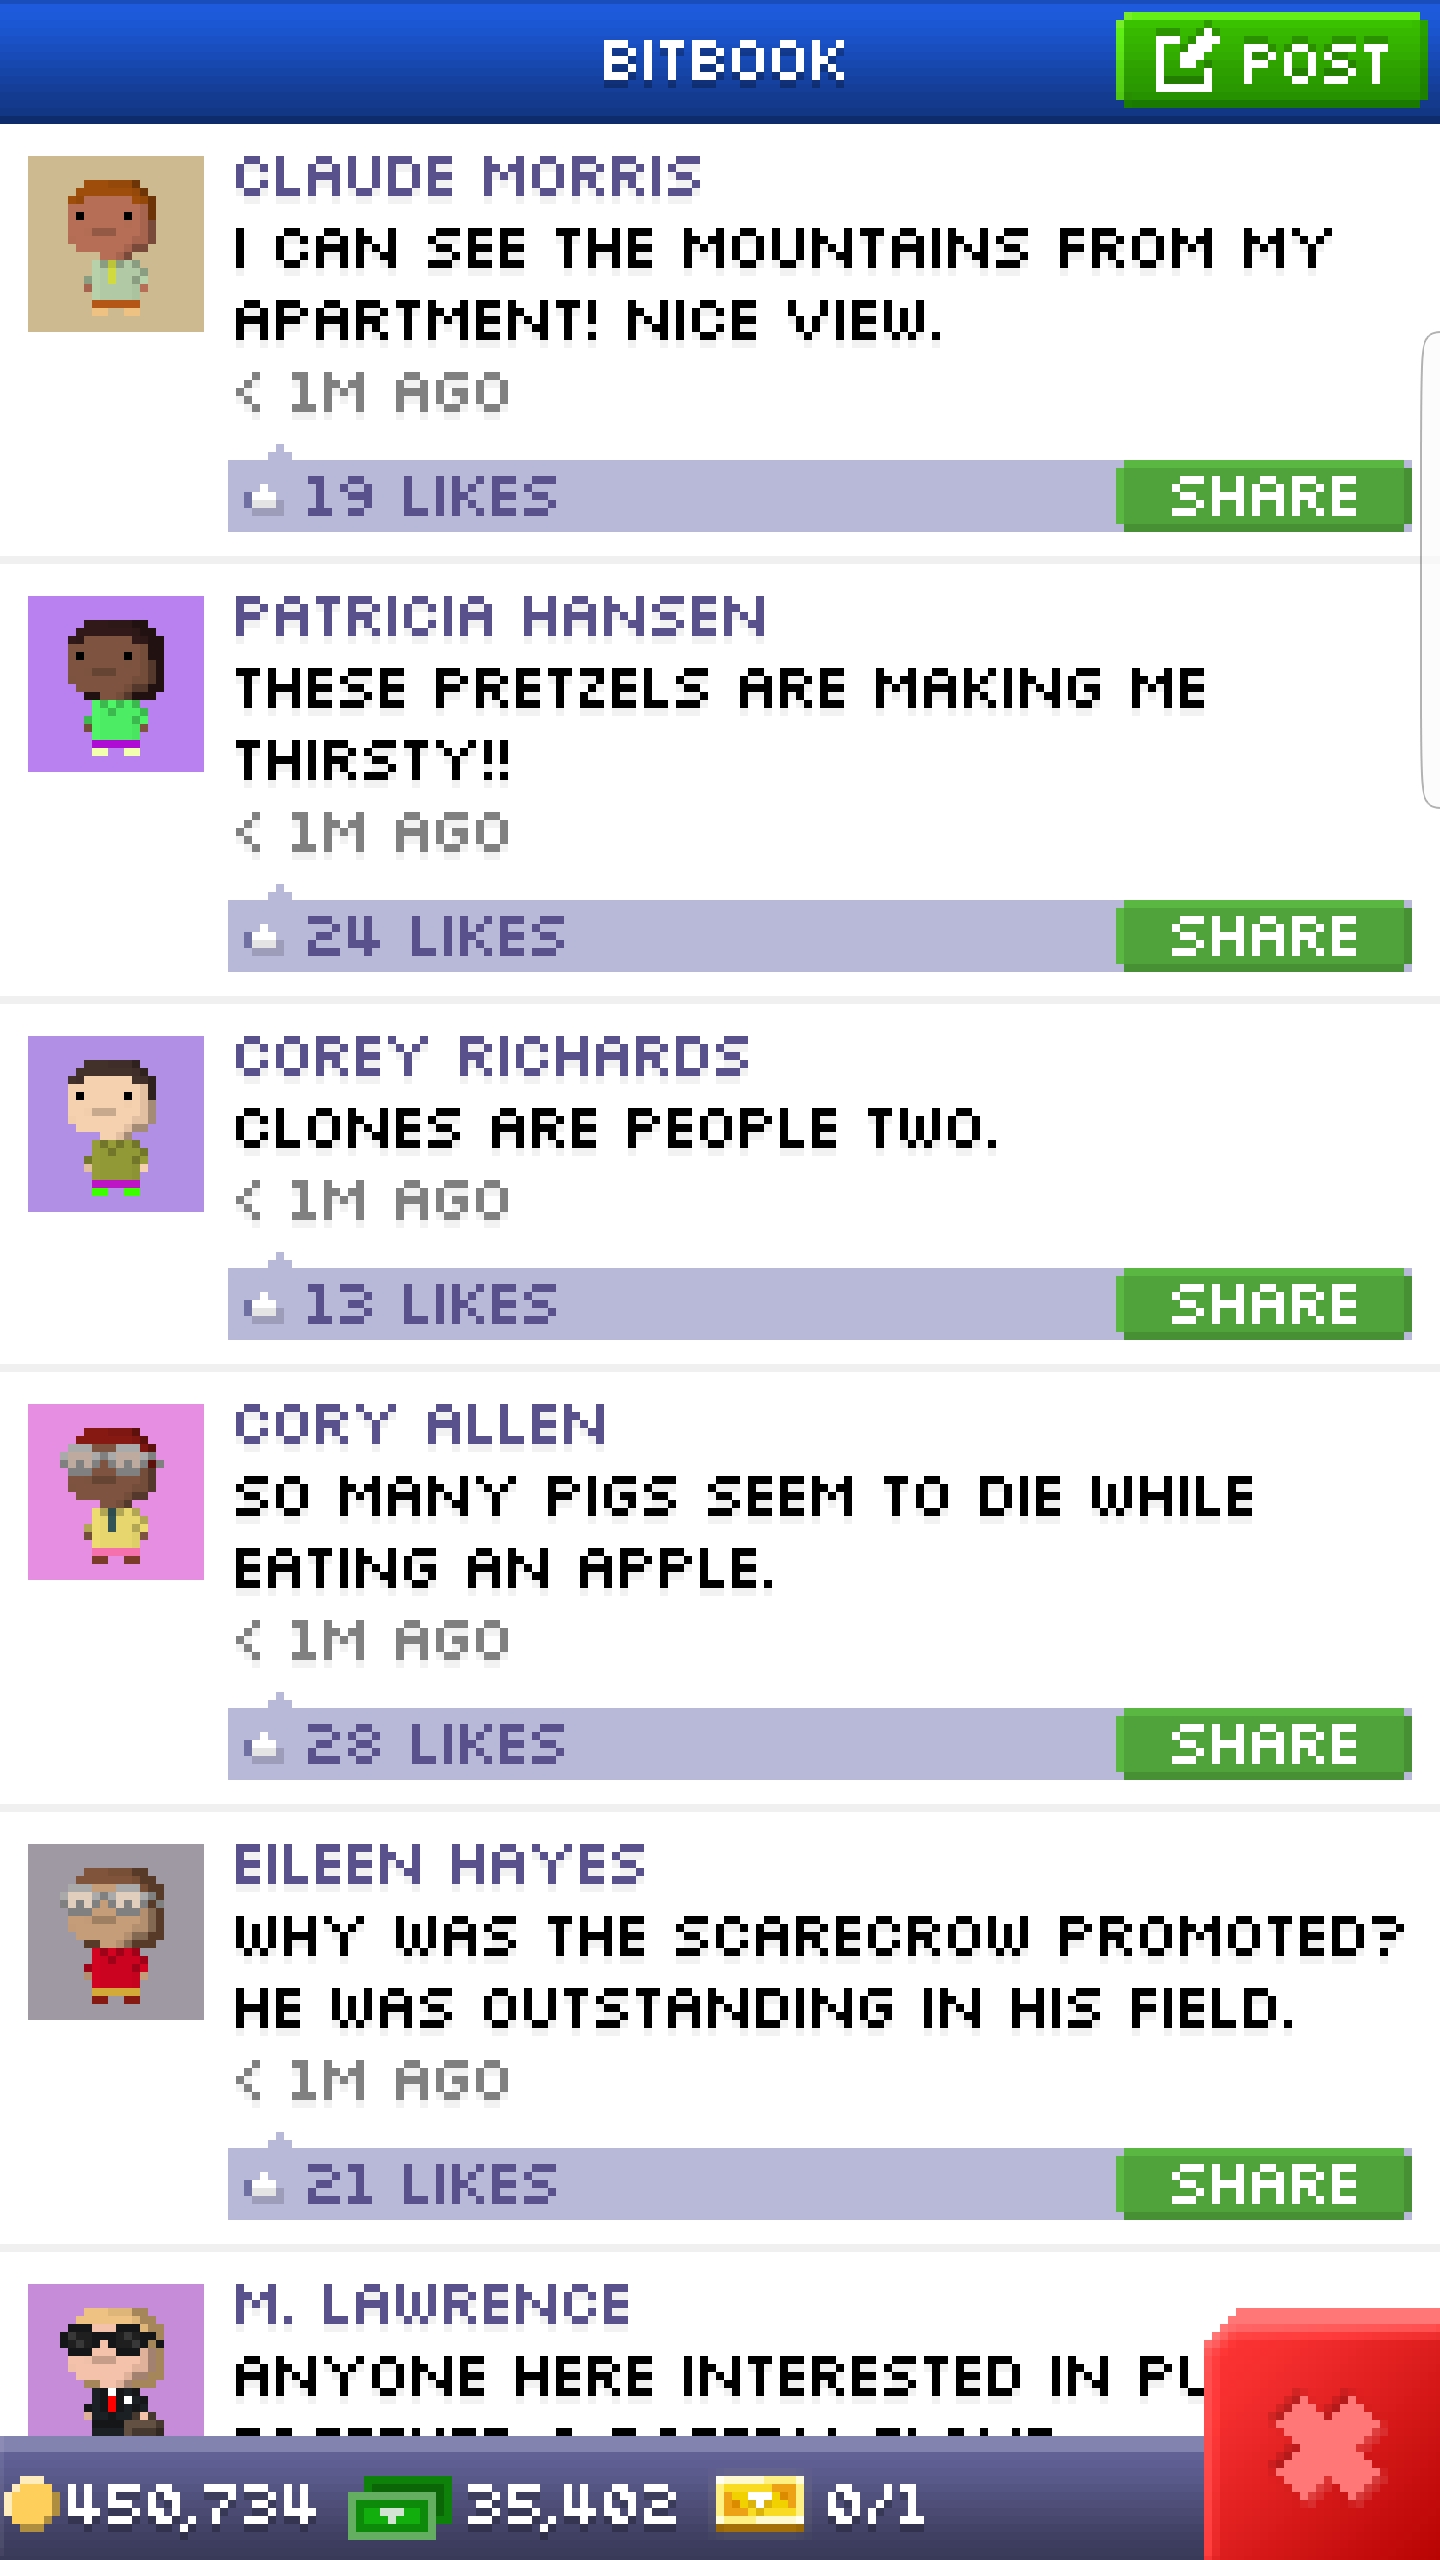 BITBOOK
POST
CLAUDE MORRIS
I CAN SEE THE MOUNTAINS FROM MY
APARTMENT! NICE VIEW.
< 1M AGO
19 LIKES
SHARE
PATRICIA HANSEN
THESE PRETZELS ARE MAKING ME
THIRSTY!!
< 1M AGO
24 LIKES
SHARE
COREY RICHARDS
CLONES ARE PEOPLE TWO.
< 1M AGO
13 LIKES
SHARE
CORY ALLEN
SO MANY PIGS SEEM TO DIE WHILE
EATING AN APPLE.
< 1M AGO
28 LIKES
SHARE
EILEEN HAYES
WHY WAS THE SCARECROW PROMOTED?
HE WAS OUTSTANDING IN HIS FIELD.
< 1M AGO
21 LIKES
SHARE
M. LAWRENCE
ANYONE HERE INTERESTED IN
450,734
35,402
0/1